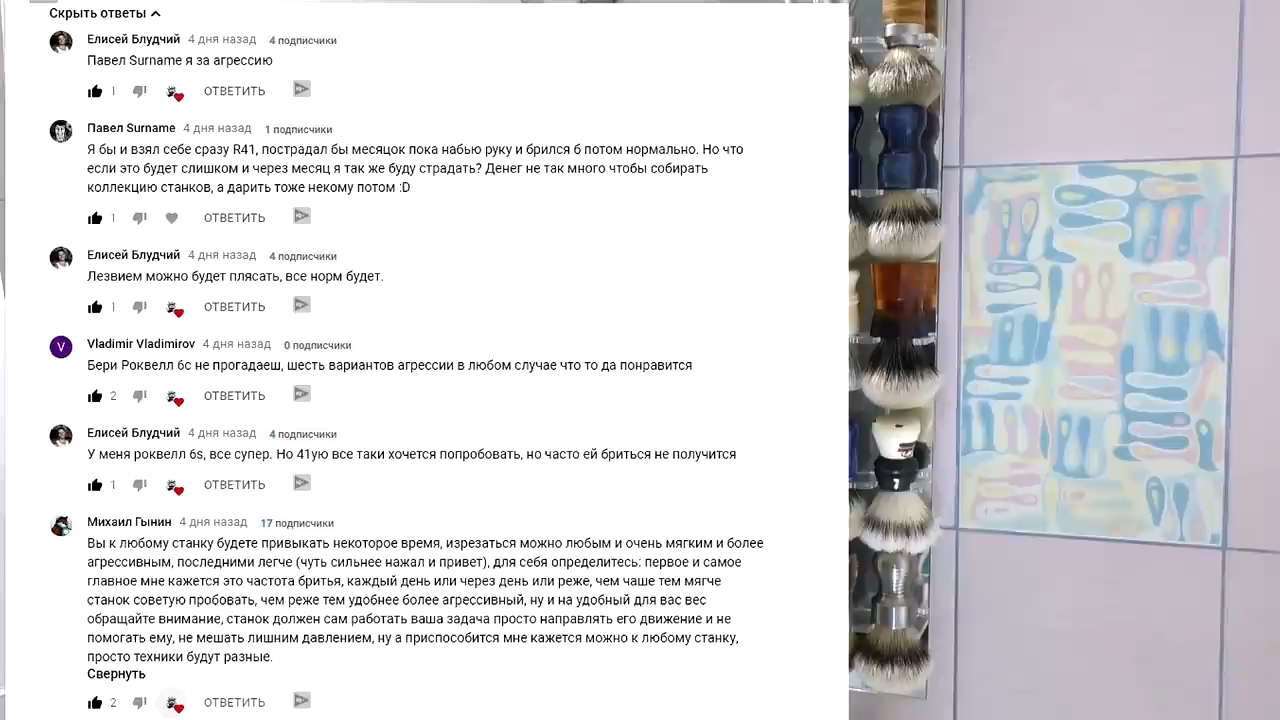 Скрыть ответы
Елисей Блудчий 4 дня назад 4 подписчики
Павел Surname я за агрессию
1 ОТВЕТИТЬ
Павел Surname 4 дня назад 1 подписчики
Я бы и взял себе сразу R41, пострадал бы месяцок пока набью руку и брился б потом нормально. Но что
если это будет слишком и через месяц я так же буду страдать? Денег не так много чтобы собирать
коллекцию станков, а дарить тоже некому потом :D
1 ОТВЕТИТЬ
Елисей Блудчий 4 дня назад 4 подписчики
Лезвием можно будет плясать, все норм будет.
1 ОТВЕТИТЬ
V
Vladimir Vladimirov 4 дня назад 0 подписчики
Бери Роквелл 6с не прогадаеш, шесть вариантов агрессии в любом случае что то да понравится
2 ОТВЕТИТЬ
Елисей Блудчий 4 дня назад 4 подписчики
У меня роквелл 6s, все супер. Но 41ую все таки хочется попробовать, но часто ей бриться не получится
1 ОТВЕТИТЬ
Михаил Гынин 4 дня назад 17 подписчики
Вы к любому станку будете привыкать некоторое время, изрезаться можно любым и очень мягким и более
агрессивным, последними легче (чуть сильнее нажал и привет), для себя определитесь: первое и самое
главное мне кажется это частота бритья, каждый день или через день или реже, чем чаше тем мягче
станок советую пробовать, чем реже тем удобнее более агрессивный, ну и на удобный для вас вес
обращайте внимание, станок должен сам работать ваша задача просто направлять его движение и не
помогать ему, не мешать лишним давлением, ну а приспособится мне кажется можно к любому станку,
просто техники будут разные.
Свернуть
2 ОТВЕТИТЬ